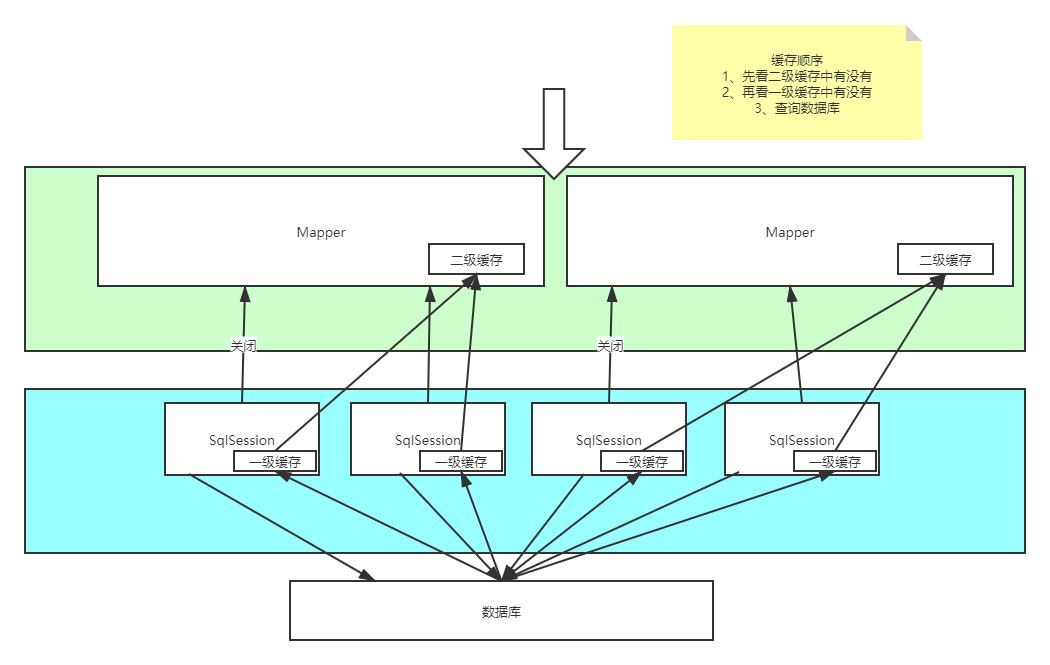 缓存顺序
1、先看二级缓存中有没有
2、再看一级缓存中有没有
3、查询数据库
Mapper
二级缓存
Mapper
二级缓存
关闭
关闭
SqlSession
一级缓存
SqlSession
一级缓存
SqlSession
一级缓存
SqlSession
一级缓存
数据库